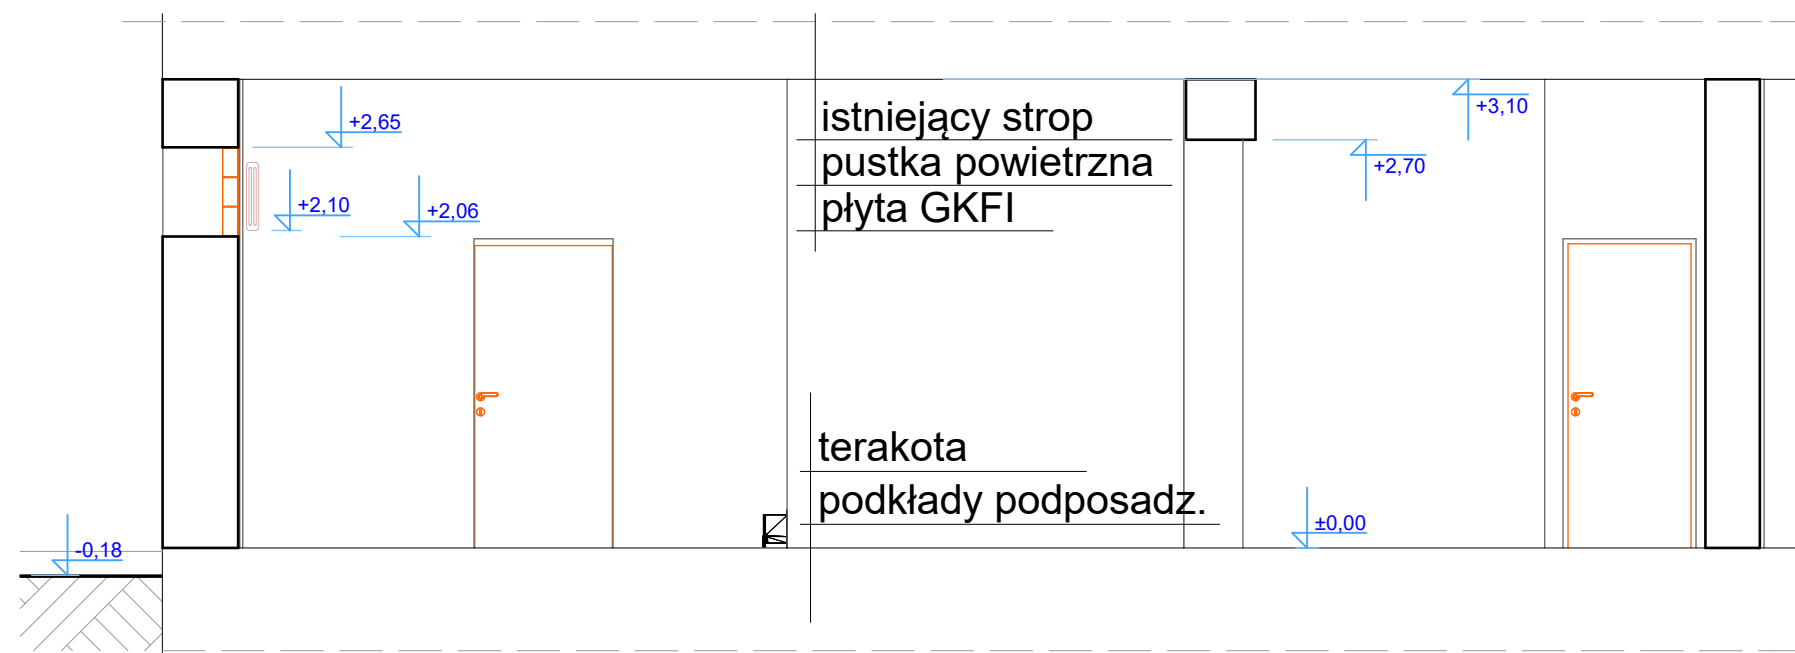 istniejący strop
+3,10
+2,65
pustka powietrzna
+2,70
+2,10
+2,06
płyta GKFI
terakota
podkłady podposadz.
±0,00
-0,18